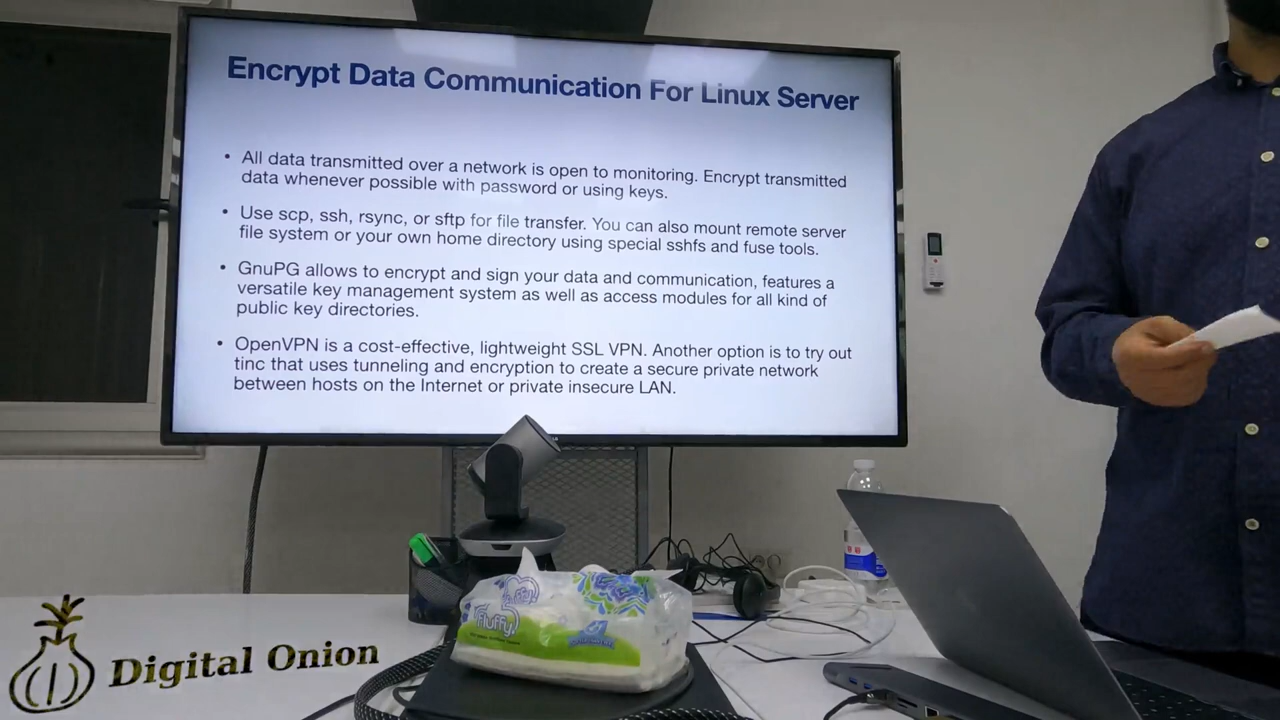 Encrypt Data Communication For Linux Server
• All data transmitted over a network is open to monitoring. Encrypt transmitted
data whenever possible with password or using keys.
• Use scp, ssh, rsync, or sftp for file transfer. You can also mount remote server
file system or your own home directory using special sshfs and fuse tools.
• GnuPG allows to encrypt and sign your data and communication, features a
versatile key management system as well as access modules for all kind of
public key directories.
• OpenVPN is a cost-effective, lightweight SSL VPN. Another option is to try out
tinc that uses tunneling and encryption to create a secure private network
between hosts on the Internet or private insecure LAN.
Fluffy!
Digital Onion